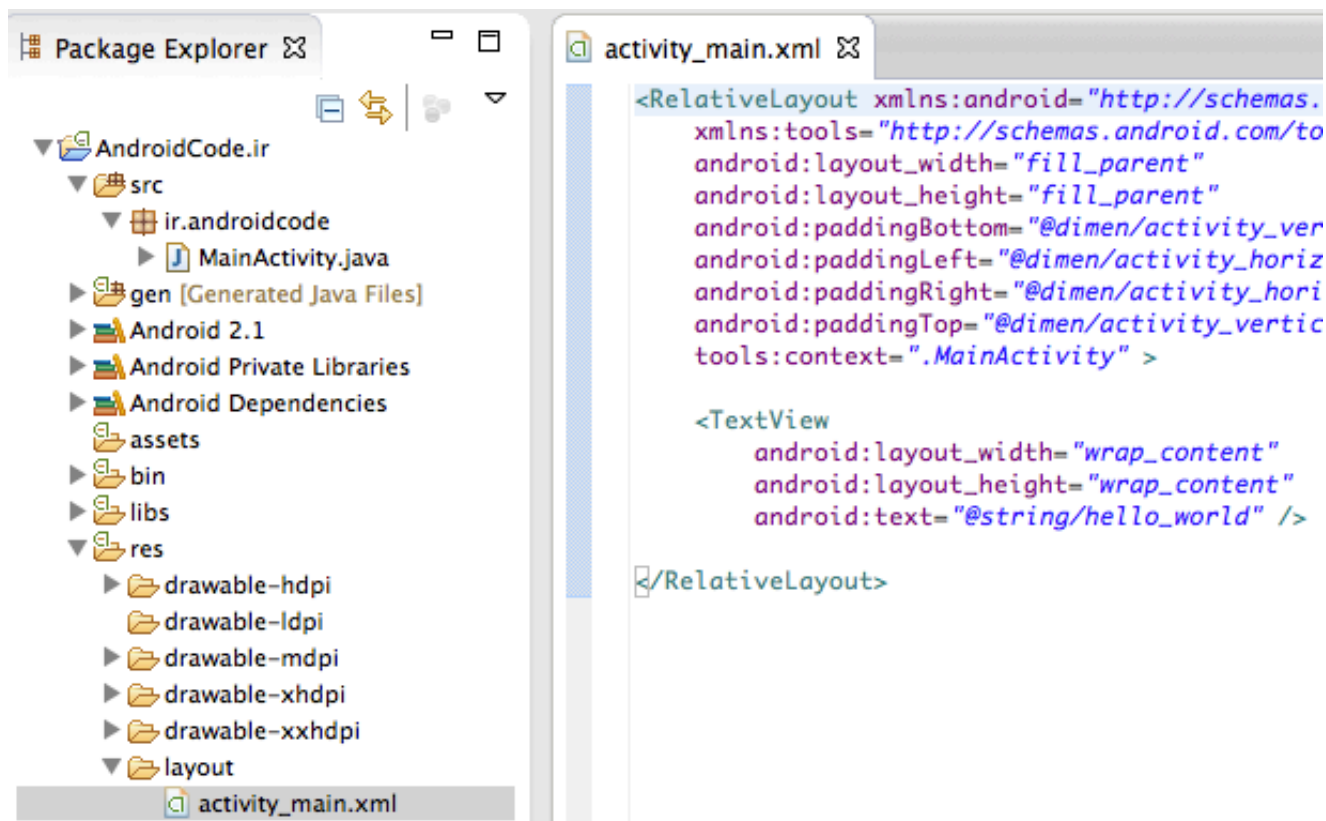 Package Explorer
AndroidCode.ir
src
ir.androidcode
MainActivity.java
gen [Generated Java Files]
Android 2.1
Android Private Libraries
Android Dependencies
assets
bin
libs
res
drawable-hdpi
drawable-ldpi
drawable-mdpi
drawable-xhdpi
drawable-xxhdpi
layout
activity_main.xml
activity_main.xml
<RelativeLayout xmlns:android="http://schemas.
xmlns:tools="http://schemas.android.com/to
android:layout_width="fill_parent"
android:layout_height="fill_parent"
android:paddingBottom="@dimen/activity_ver
android:paddingLeft="@dimen/activity_horiz
android:paddingRight="@dimen/activity_hori
android:paddingTop="@dimen/activity_vertic
tools:context=".MainActivity" >
<TextView
android:layout_width="wrap_content"
android:layout_height="wrap_content"
android:text="@string/hello_world" />
</RelativeLayout>